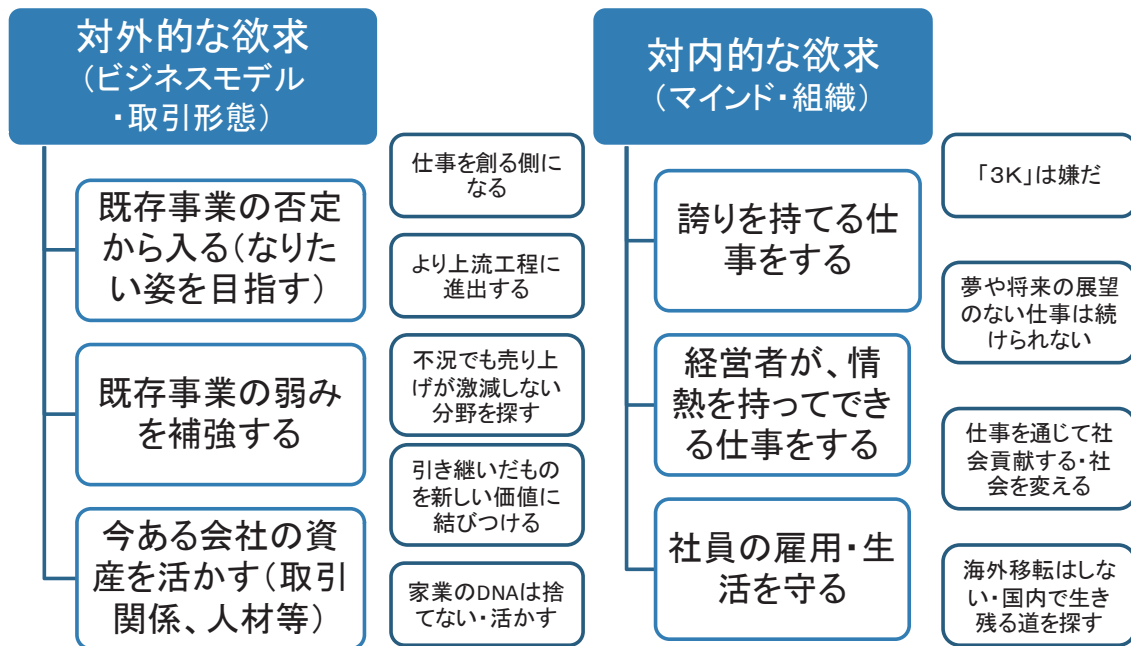 対外的な欲求
（ビジネスモデル
・取引形態）
既存事業の否定
から入る（なりた
い姿を目指す）
既存事業の弱み
を補強する
今ある会社の資
産を活かす（取引
関係、人材等）
仕事を創る側に
なる
より上流工程に
進出する
不況でも売り上
げが激減しない
分野を探す
引き継いだもの
を新しい価値に
結びつける
家業のDNAは捨
てない・活かす
対内的な欲求
（マインド・組織）
誇りを持てる仕
事をする
経営者が、情
熱を持ってでき
る仕事をする
社員の雇用・生
活を守る
「３K」は嫌だ
夢や将来の展望
のない仕事は続
けられない
仕事を通じて社
会貢献する・社
会を変える
海外移転はしな
い・国内で生き
残る道を探す